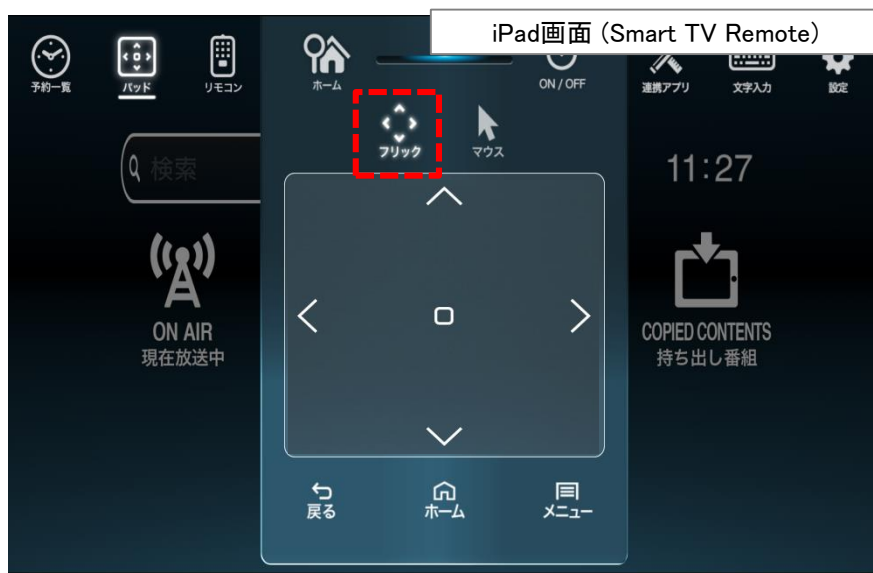 iPad画面 (Smart TV Remote)
予約一覧
パッド
リモコン
ホーム
ON / OFF
連携アプリ
文字入力
設定
フリック
マウス
検索
11:27
ON AIR
現在放送中
COPIED CONTENTS
持ち出し番組
戻る
ホーム
メニュー